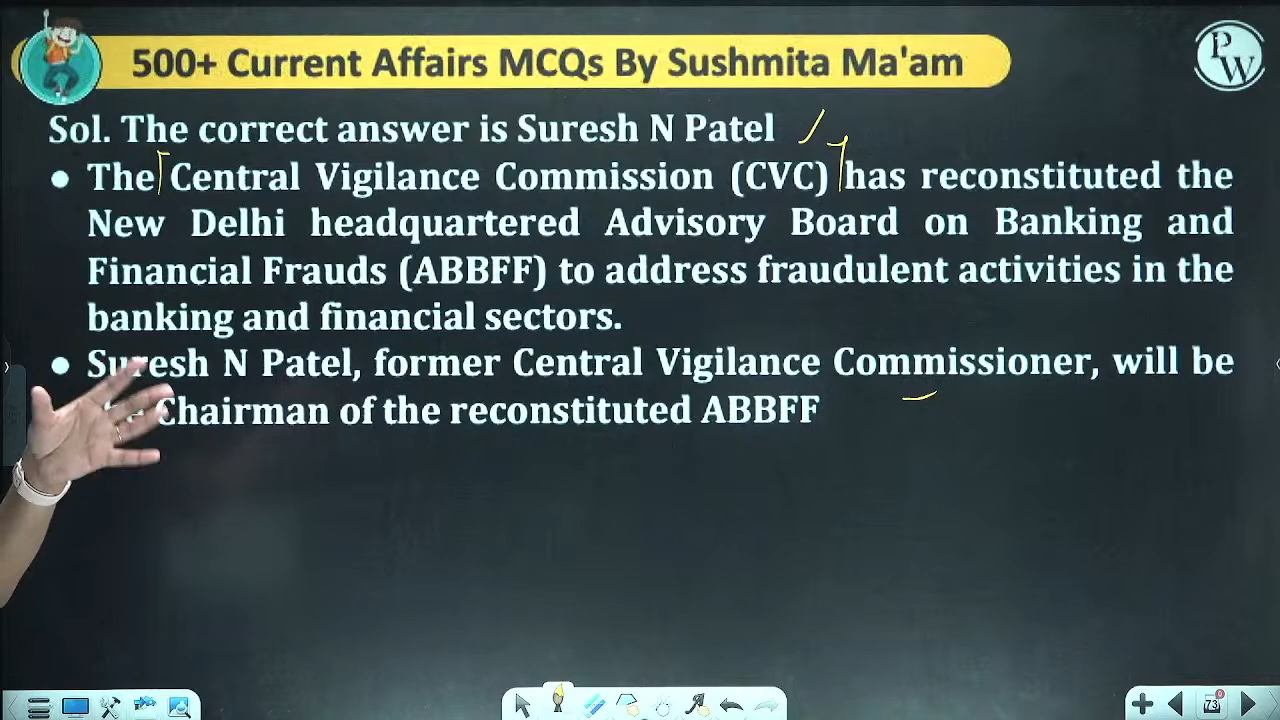 500+ Current Affairs MCQs By Sushmita Ma'am
PW
Sol. The correct answer is Suresh N Patel
• The Central Vigilance Commission (CVC) has reconstituted the
New Delhi headquartered Advisory Board on Banking and
Financial Frauds (ABBFF) to address fraudulent activities in the
banking and financial sectors.
• Suresh N Patel, former Central Vigilance Commissioner, will be
Chairman of the reconstituted ABBFF
73
0